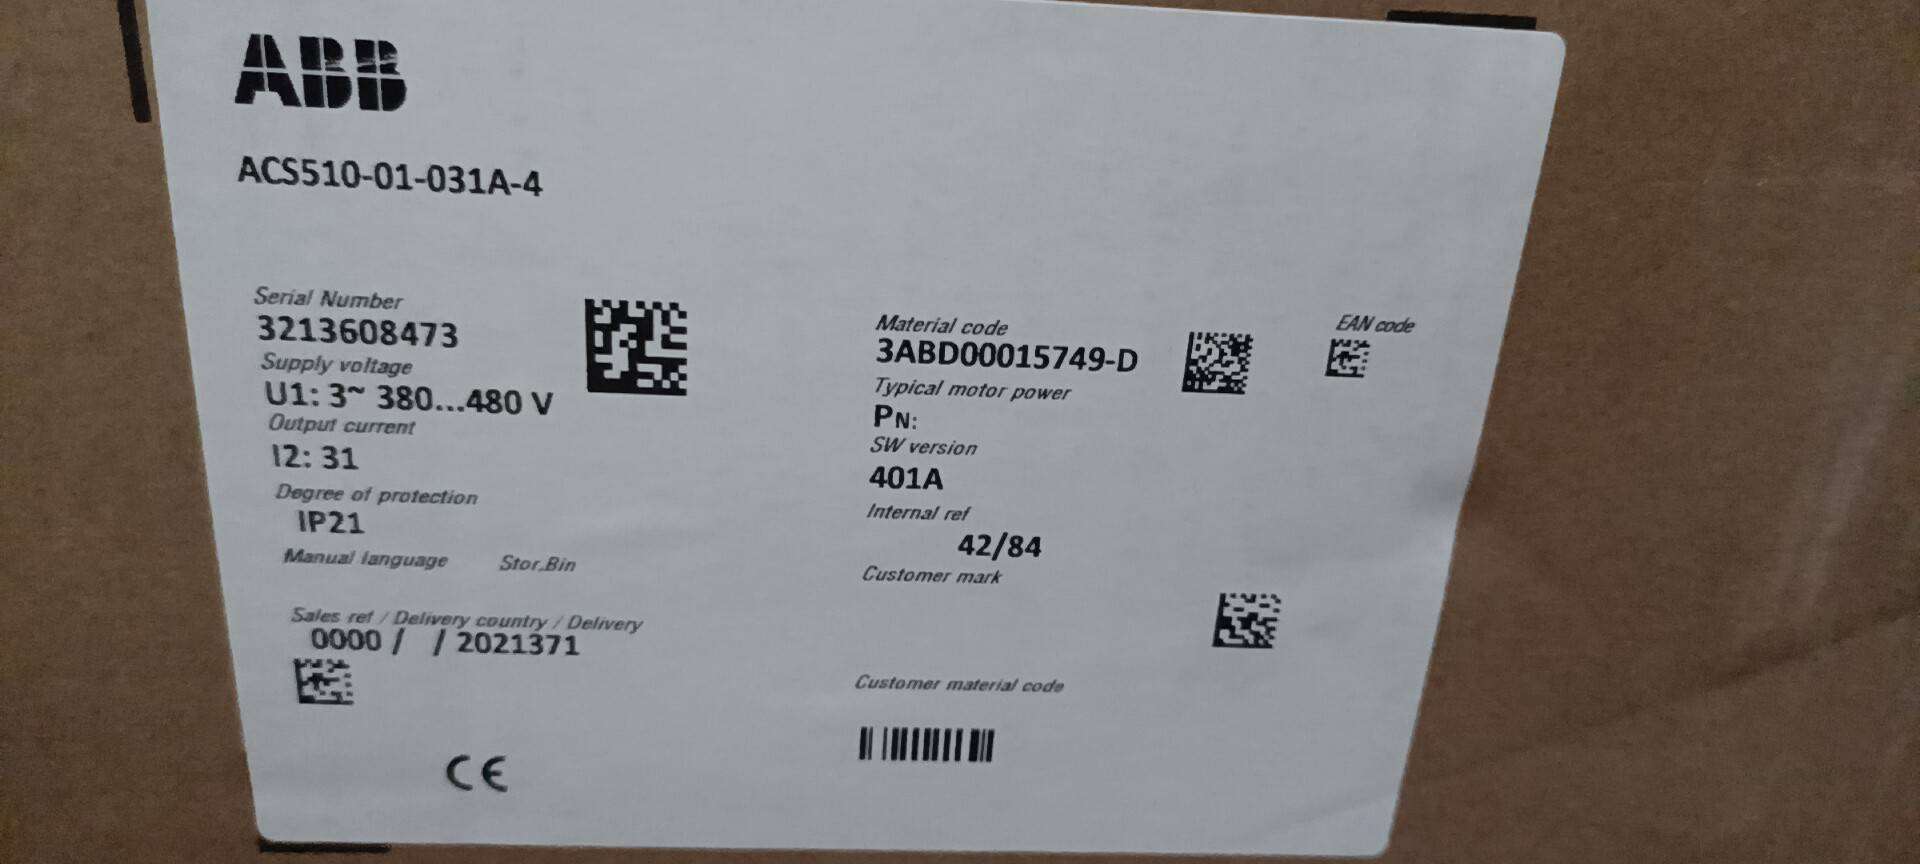 ABB
ACS510-01-031A-4
Serial Number
3213608473
Supply voltage
U1: 3~ 380...480 V
Output current
I2: 31
Degree of protection
IP21
Manual language Stor.Bin
Sales ref / Delivery country / Delivery
0000 / / 2021371
CE
Material code
3ABD00015749-D
Typical motor power
PN:
SW version
401A
Internal ref
42/84
Customer mark
Customer material code
EAN code